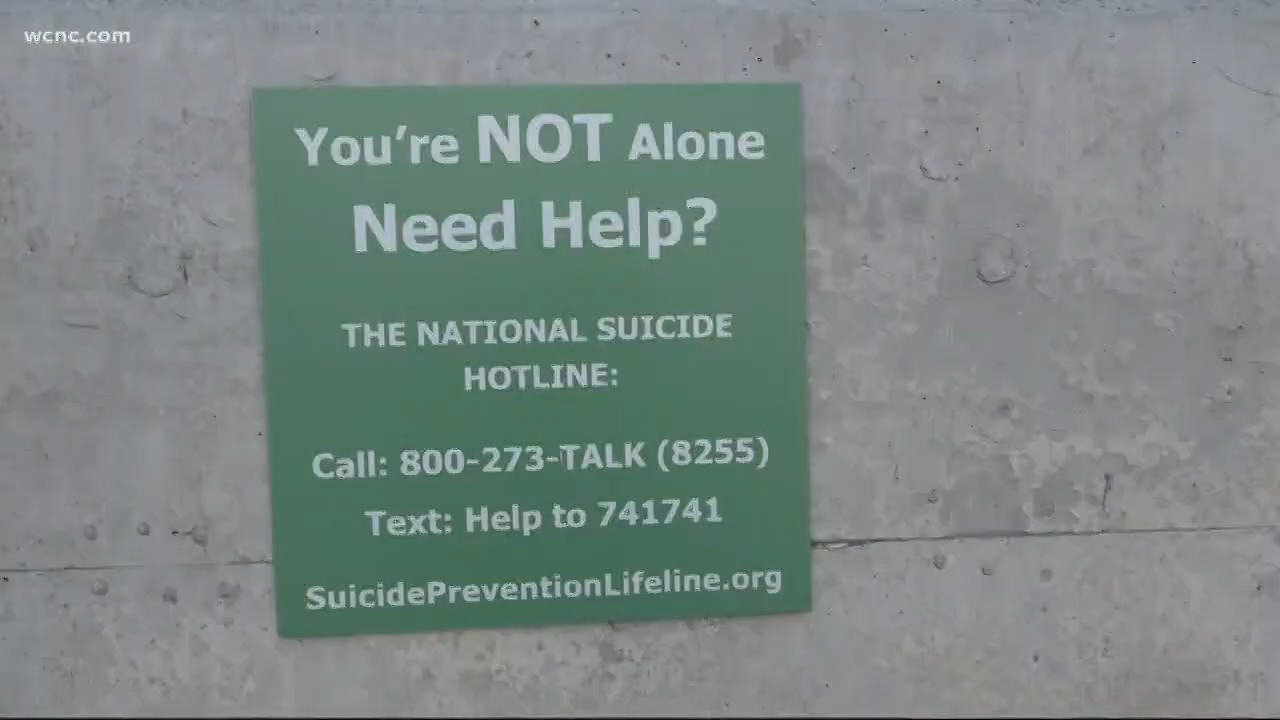 wcnc.com
You're NOT Alone
Need Help?
THE NATIONAL SUICIDE
HOTLINE:
Call: 800-273-TALK (8255)
Text: Help to 741741
SuicidePreventionLifeline.org